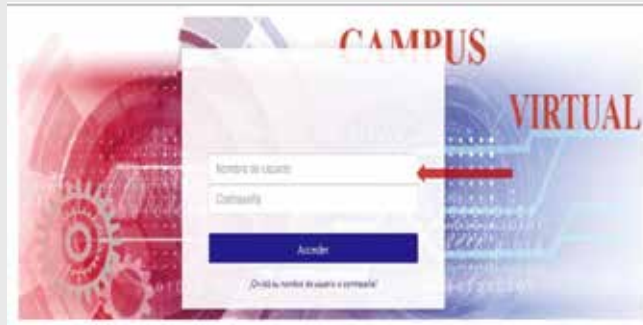 CAMPUS
VIRTUAL
Nombre de usuario
Contraseña
Acceder
¿Olvidó su nombre de usuario o contraseña?